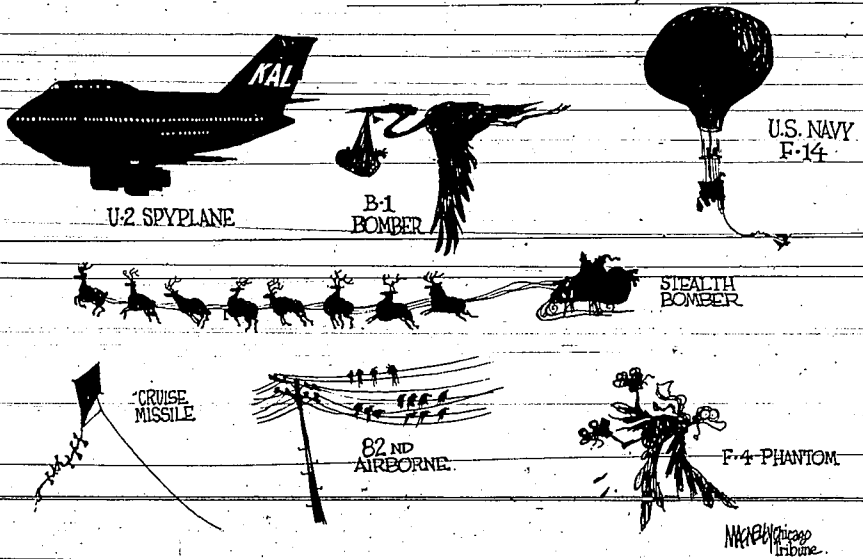 KAL
U-2 SPYPLANE
B-1
BOMBER
U.S. NAVY
F-14
STEALTH
BOMBER
CRUISE
MISSILE
82ND
AIRBORNE
F-4 PHANTOM
MACNELLY Chicago
Tribune